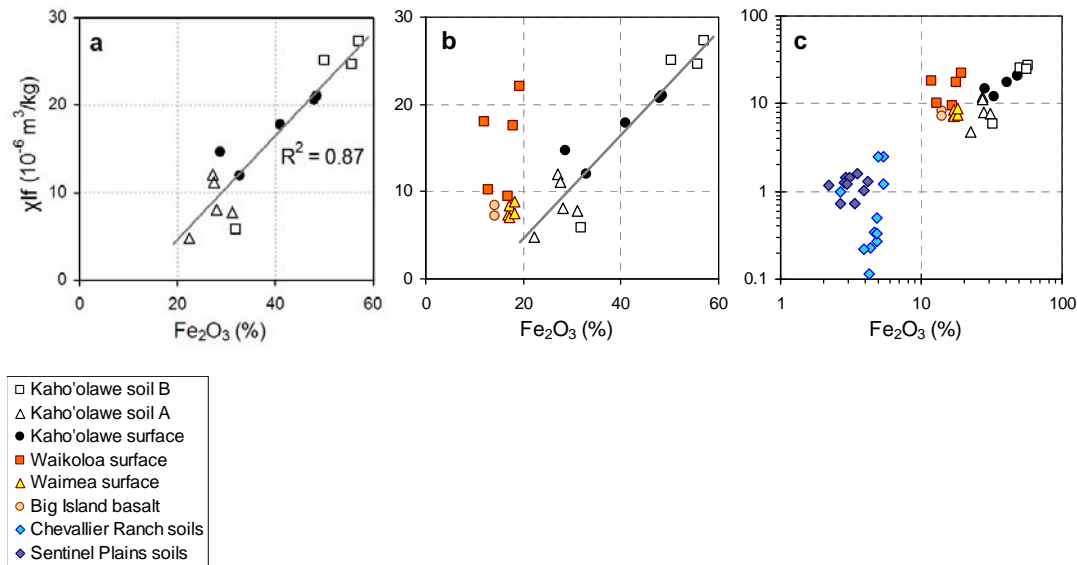 a
χlf (10⁻⁶ m³/kg)
30
20
10
0
0 20 40 60
Fe₂O₃ (%)
R² = 0.87
b
30
20
10
0
0 20 40 60
Fe₂O₃ (%)
c
100
10
1
0.1
1 10 100
Fe₂O₃ (%)
Kaho'olawe soil B
Kaho'olawe soil A
Kaho'olawe surface
Waikoloa surface
Waimea surface
Big Island basalt
Chevallier Ranch soils
Sentinel Plains soils